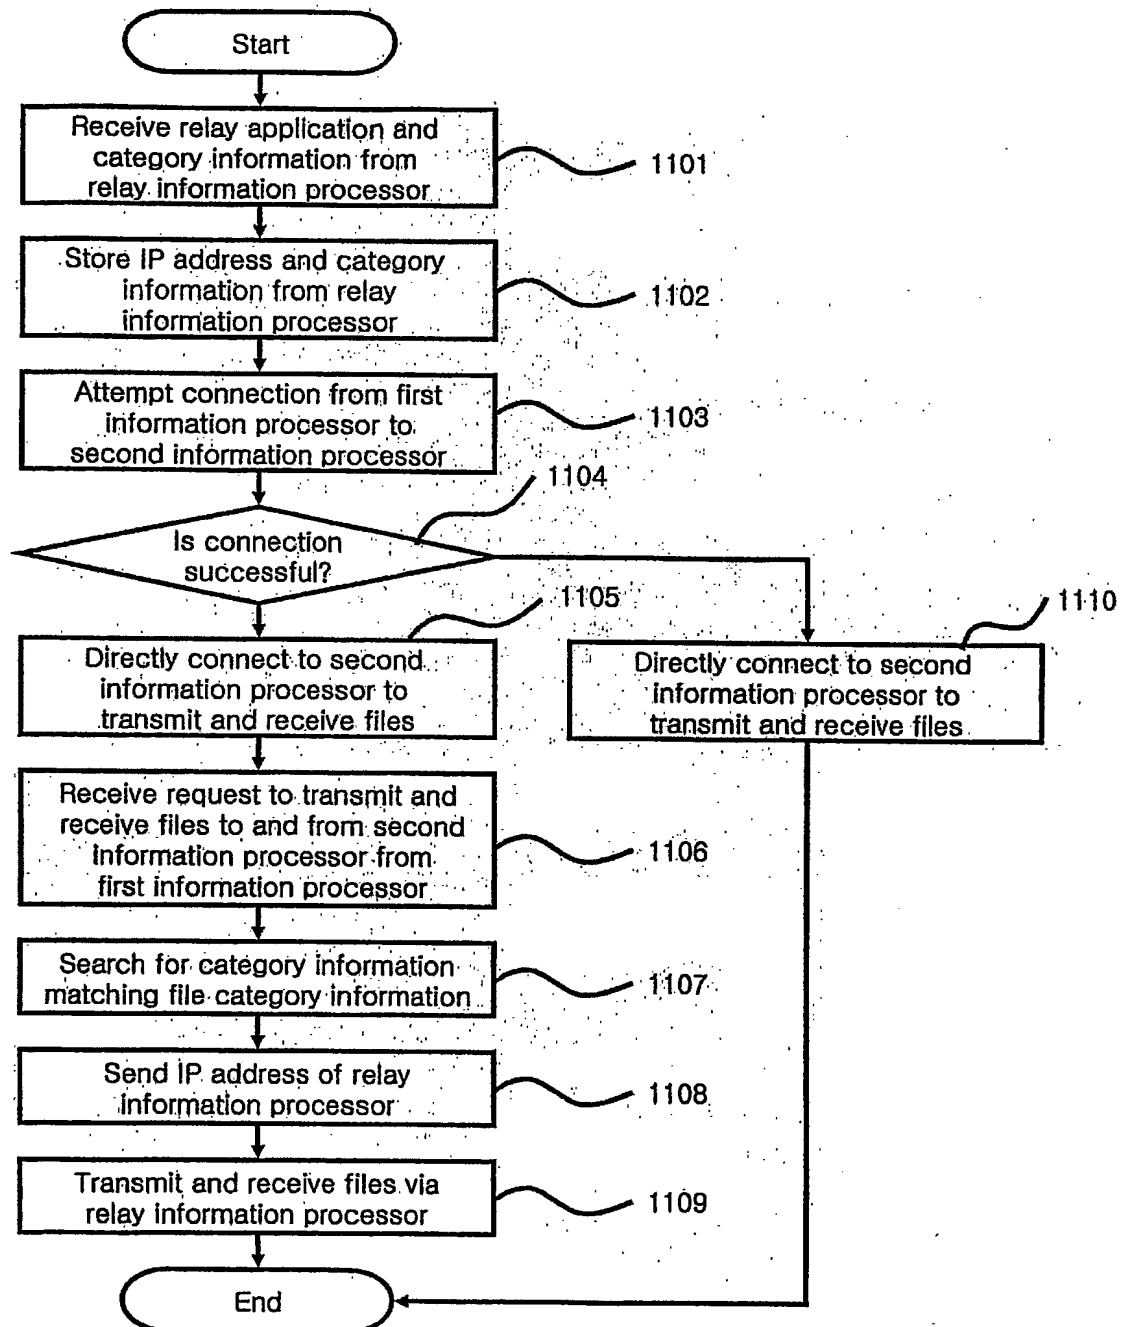 Start
Receive relay application and
category information from
relay information processor
1101
Store IP address and category
information from relay
information processor
1102
Attempt connection from first
information processor to
second information processor
1103
1104
Is connection
successful?
1105
1110
Directly connect to second
information processor to
transmit and receive files
Directly connect to second
information processor to
transmit and receive files
Receive request to transmit and
receive files to and from second
information processor from
first information processor
1106
Search for category information
matching file category information
1107
Send IP address of relay
information processor
1108
Transmit and receive files via
relay information processor
1109
End